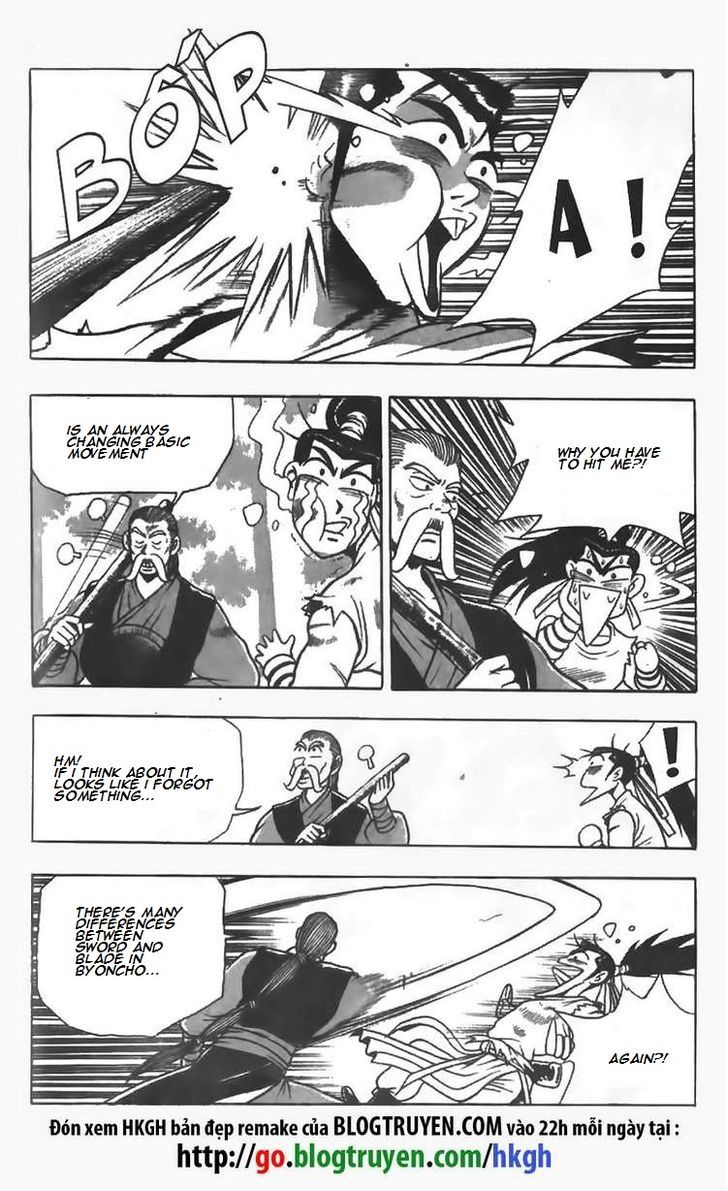 BỐP
A!
IS AN ALWAYS
CHANGING BASIC
MOVEMENT
WHY YOU HAVE
TO HIT ME?!
HM!
IF I THINK ABOUT IT,
LOOKS LIKE I FORGOT
SOMETHING...
!
THERE'S MANY
DIFFERENCES
BETWEEN
SWORD AND
BLADE IN
BYONCHO...
AGAIN?!
Đón xem HKGH bản đẹp remake của BLOGTRUYEN.COM vào 22h mỗi ngày tại :
http://go.blogtruyen.com/hkgh